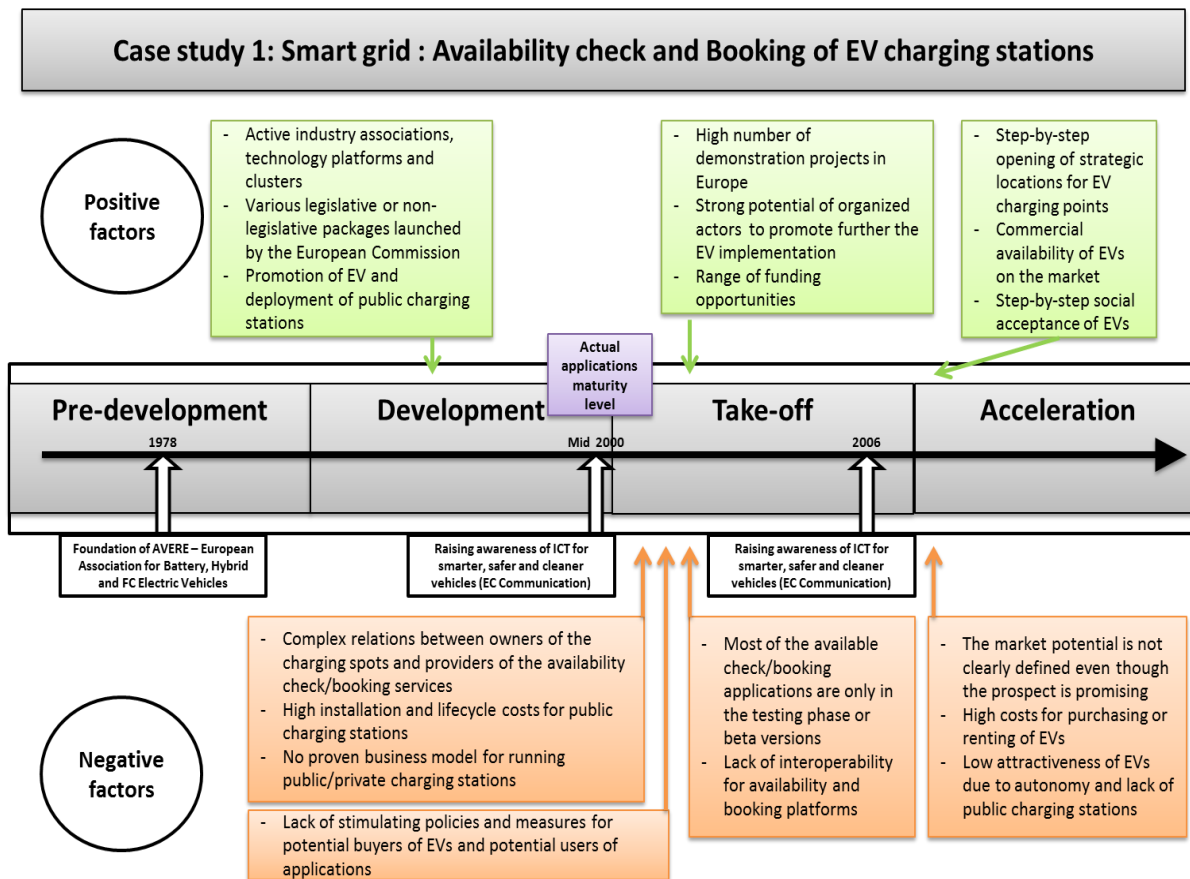 Case study 1: Smart grid : Availability check and Booking of EV charging stations
Positive
factors
- Active industry associations,
technology platforms and
clusters
- Various legislative or non-
legislative packages launched
by the European Commission
- Promotion of EV and
deployment of public charging
stations
- High number of
demonstration projects in
Europe
- Strong potential of organized
actors to promote further the
EV implementation
- Range of funding
opportunities
- Step-by-step
opening of strategic
locations for EV
charging points
- Commercial
availability of EVs
on the market
- Step-by-step social
acceptance of EVs
Actual
applications
maturity
level
Pre-development
Development
Take-off
Acceleration
1978
Mid 2000
2006
Foundation of AVERE – European
Association for Battery, Hybrid
and FC Electric Vehicles
Raising awareness of ICT for
smarter, safer and cleaner
vehicles (EC Communication)
Raising awareness of ICT for
smarter, safer and cleaner
vehicles (EC Communication)
Negative
factors
- Complex relations between owners of the
charging spots and providers of the availability
check/booking services
- High installation and lifecycle costs for public
charging stations
- No proven business model for running
public/private charging stations
- Lack of stimulating policies and measures for
potential buyers of EVs and potential users of
applications
- Most of the available
check/booking
applications are only in
the testing phase or
beta versions
- Lack of interoperability
for availability and
booking platforms
- The market potential is not
clearly defined even though
the prospect is promising
- High costs for purchasing or
renting of EVs
- Low attractiveness of EVs
due to autonomy and lack of
public charging stations